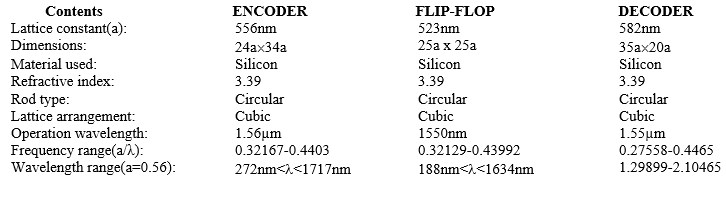 Contents ENCODER FLIP-FLOP DECODER
Lattice constant(a): 556nm 523nm 582nm
Dimensions: 24a×34a 25a x 25a 35a×20a
Material used: Silicon Silicon Silicon
Refractive index: 3.39 3.39 3.39
Rod type: Circular Circular Circular
Lattice arrangement: Cubic Cubic Cubic
Operation wavelength: 1.56μm 1550nm 1.55μm
Frequency range(a/λ): 0.32167-0.4403 0.32129-0.43992 0.27558-0.4465
Wavelength range(a=0.56): 272nm<λ<1717nm 188nm<λ<1634nm 1.29899-2.10465